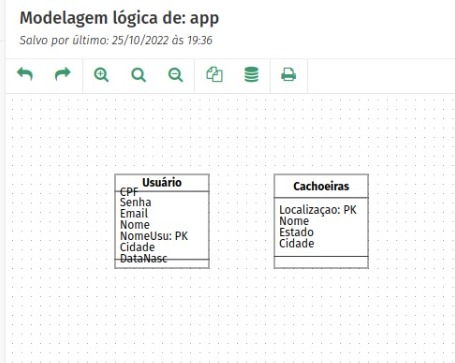 Modelagem lógica de: app
Salvo por último: 25/10/2022 às 19:36
Usuário
CPF
Senha
Email
Nome
NomeUsu: PK
Cidade
DataNasc
Cachoeiras
Localizaçao: PK
Nome
Estado
Cidade